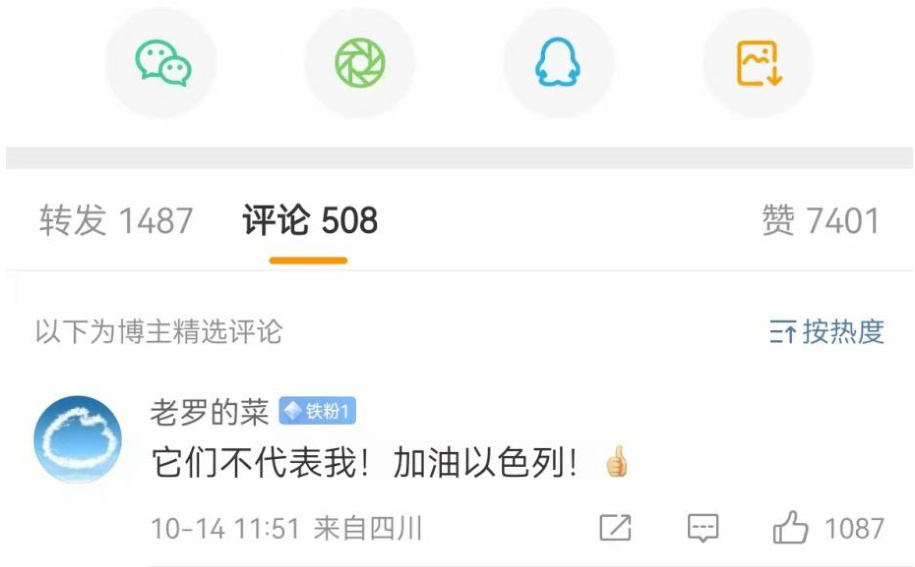 转发 1487 评论 508 赞 7401
以下为博主精选评论 按热度
老罗的菜 铁粉1
它们不代表我！加油以色列！👍
10-14 11:51 来自四川 1087